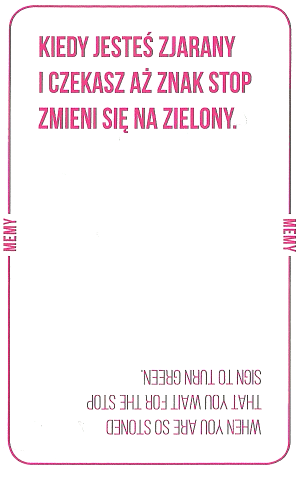 KIEDY JESTEŚ ZJARANY
I CZEKASZ AŻ ZNAK STOP
ZMIENI SIĘ NA ZIELONY.
MEMY
MEMY
WHEN YOU ARE SO STONED
THAT YOU WAIT FOR THE STOP
SIGN TO TURN GREEN.